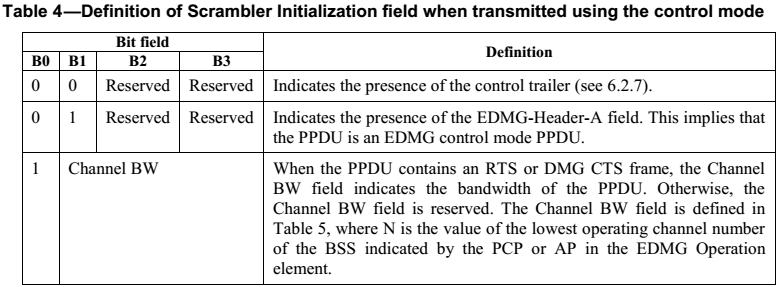 Table 4—Definition of Scrambler Initialization field when transmitted using the control mode
Bit field
Definition
B0 B1 B2 B3
0 0 Reserved Reserved Indicates the presence of the control trailer (see 6.2.7).
0 1 Reserved Reserved Indicates the presence of the EDMG-Header-A field. This implies that
the PPDU is an EDMG control mode PPDU.
1 Channel BW When the PPDU contains an RTS or DMG CTS frame, the Channel
BW field indicates the bandwidth of the PPDU. Otherwise, the
Channel BW field is reserved. The Channel BW field is defined in
Table 5, where N is the value of the lowest operating channel number
of the BSS indicated by the PCP or AP in the EDMG Operation
element.